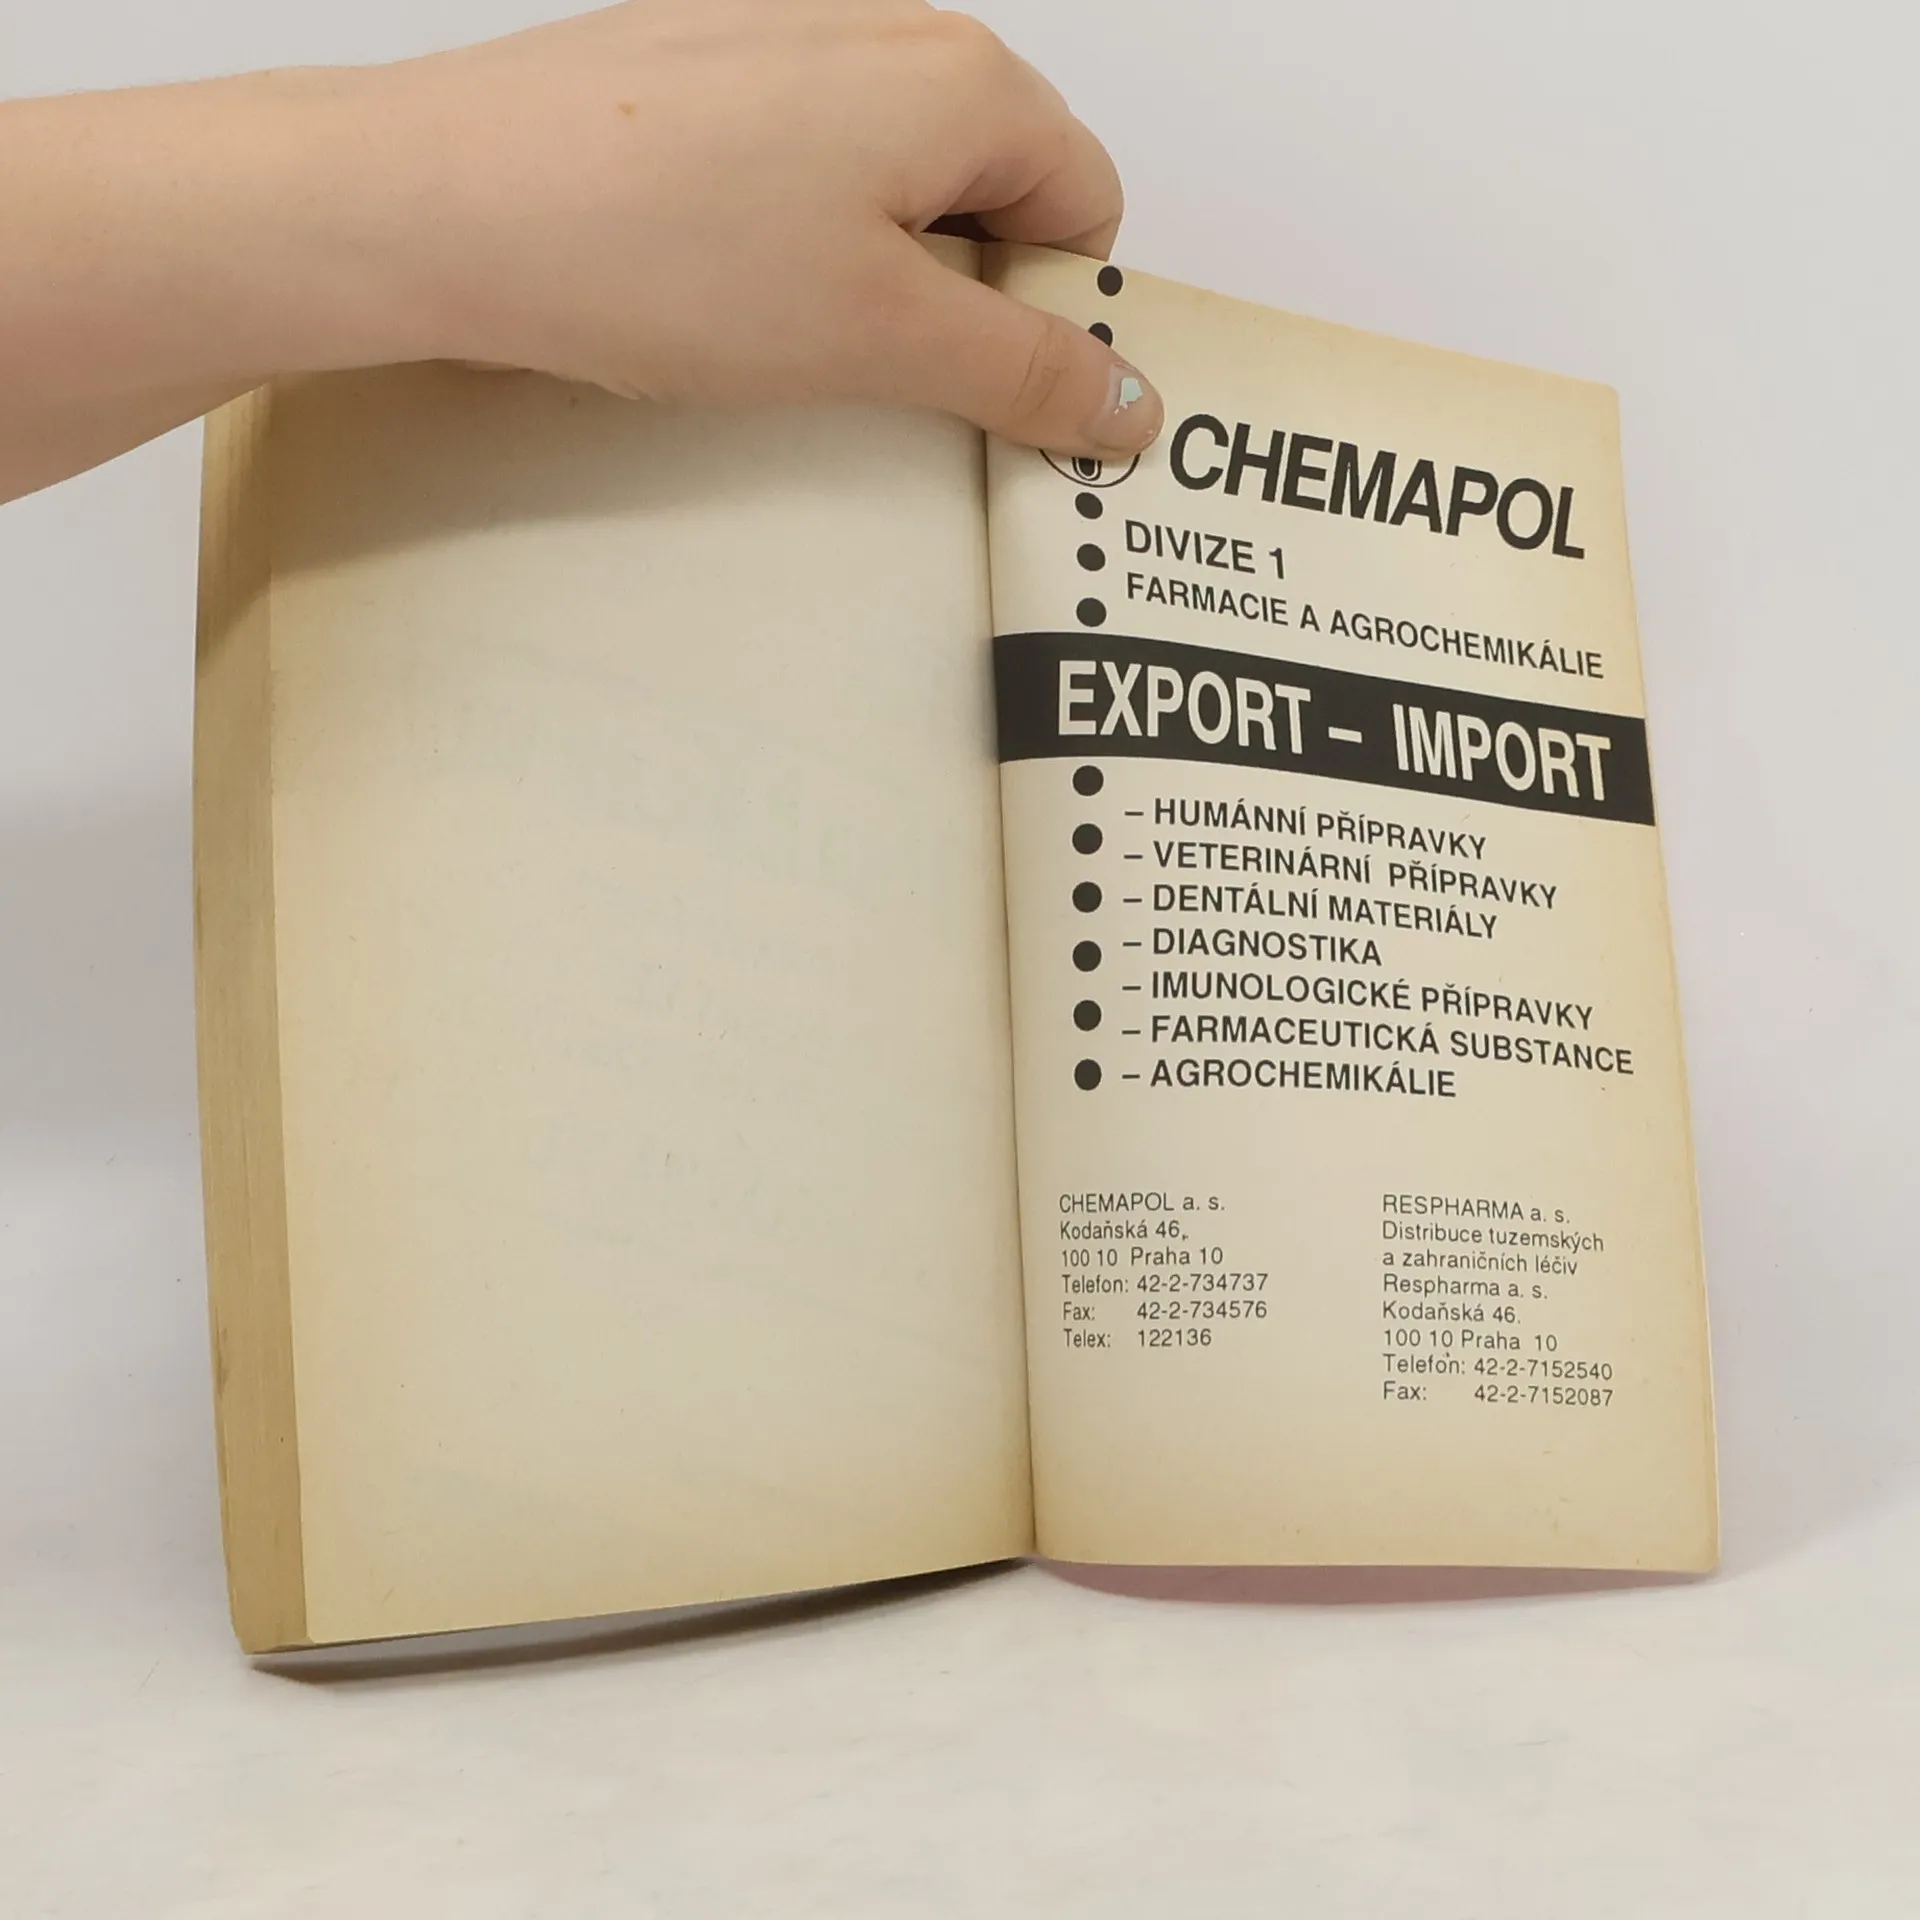 CHEMAPOL
DIVIZE 1
FARMACIE A AGROCHEMIKÁLIE
EXPORT – IMPORT
– HUMÁNNÍ PŘÍPRAVKY
– VETERINÁRNÍ PŘÍPRAVKY
– DENTÁLNÍ MATERIÁLY
– DIAGNOSTIKA
– IMUNOLOGICKÉ PŘÍPRAVKY
– FARMACEUTICKÁ SUBSTANCE
– AGROCHEMIKÁLIE
CHEMAPOL a. s.
Kodaňská 46,
100 10 Praha 10
Telefon: 42-2-734737
Fax: 42-2-734576
Telex: 122136
RESPHARMA a. s.
Distribuce tuzemských
a zahraničních léčiv
Respharma a. s.
Kodaňská 46.
100 10 Praha 10
Telefon: 42-2-7152540
Fax: 42-2-7152087